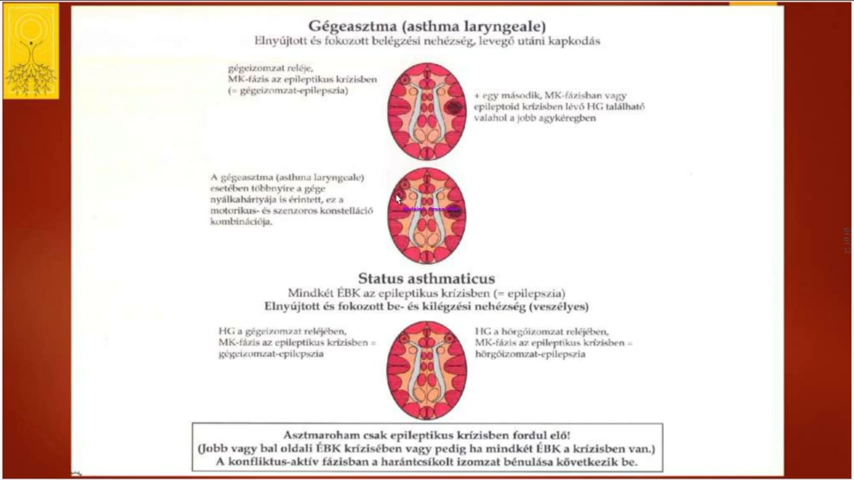 Gégeasztma (asthma laryngeale)
Elnyújtott és fokozott belégzési nehézség, levegő utáni kapkodás
gégeizomzat reléje,
MK-fázis az epileptikus krízisben
(= gégeizomzat-epilepszia)
+ egy második, MK-fázisban vagy
epileptoid krízisben lévő HG található
valahol a jobb agykéregben
A gégeasztma (asthma laryngeale)
esetében többnyire a gége
nyálkahártyája is érintett, ez a
motorikus- és szenzoros konstelláció
kombinációja.
Status asthmaticus
Mindkét ÉBK az epileptikus krízisben (= epilepszia)
Elnyújtott és fokozott be- és kilégzési nehézség (veszélyes)
HG a gégeizomzat reléjében,
MK-fázis az epileptikus krízisben =
gégeizomzat-epilepszia
HG a hörgőizomzat reléjében,
MK-fázis az epileptikus krízisben =
hörgőizomzat-epilepszia
Asztmaroham csak epileptikus krízisben fordul elő!
(Jobb vagy bal oldali ÉBK krízisében vagy pedig ha mindkét ÉBK a krízisben van.)
A konfliktus-aktív fázisban a harántcsíkolt izomzat bénulása következik be.